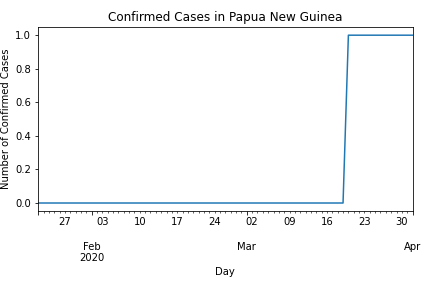 Confirmed Cases in Papua New Guinea
Number of Confirmed Cases
1.0
0.8
0.6
0.4
0.2
0.0
27 03 10 17 24 02 09 16 23 30
Feb Mar Apr
2020
Day